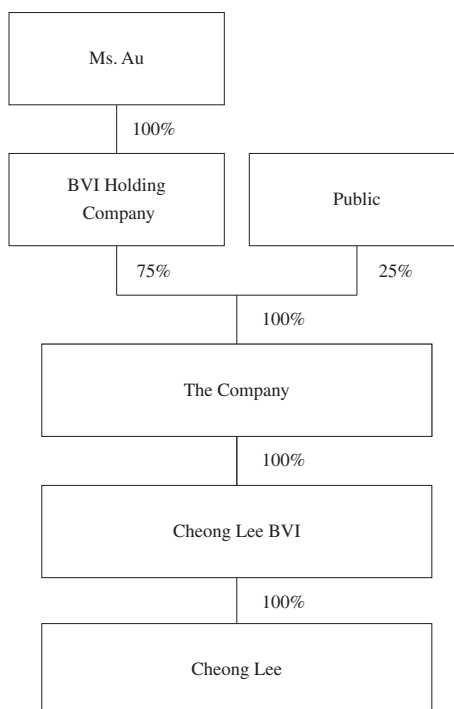 Ms. Au
100%
BVI Holding
Company
Public
75%
25%
100%
The Company
100%
Cheong Lee BVI
100%
Cheong Lee